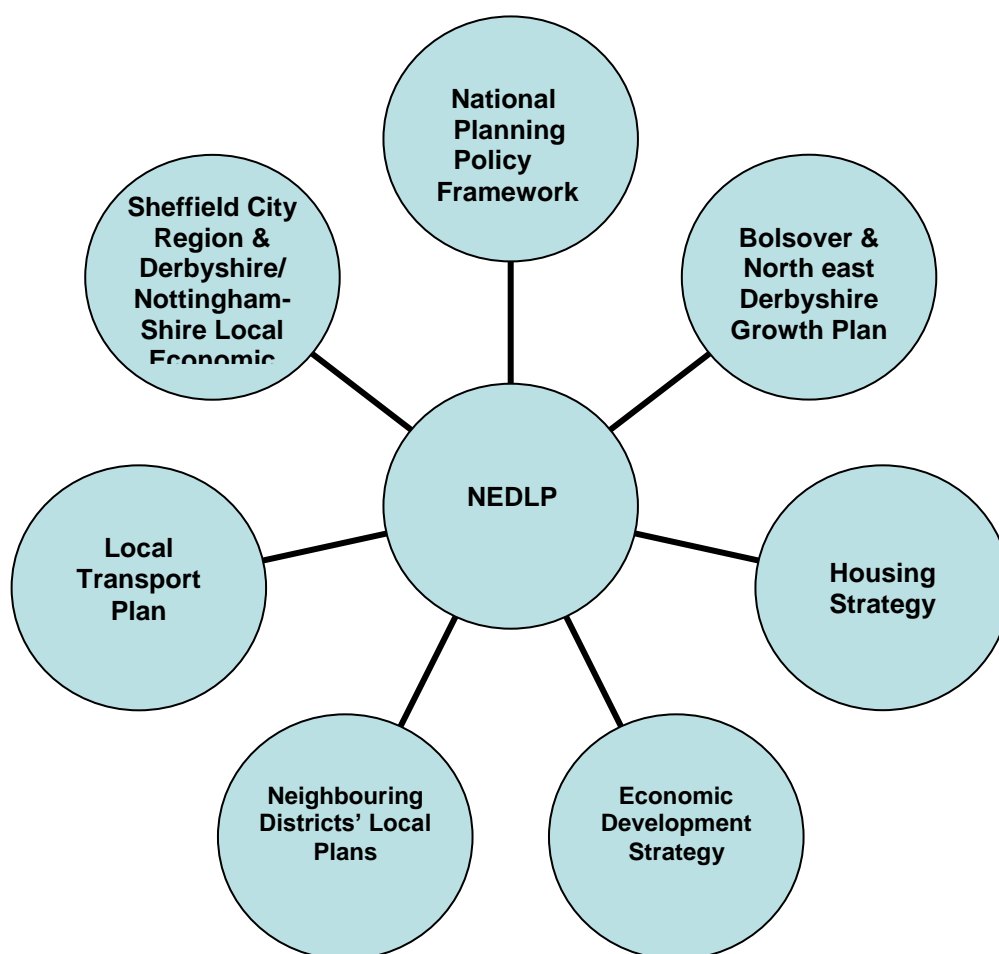 National
Planning
Policy
Framework
Sheffield City
Region &
Derbyshire/
Nottingham-
Shire Local
Economic
Bolsover &
North east
Derbyshire
Growth Plan
NEDLP
Local
Transport
Plan
Housing
Strategy
Neighbouring
Districts’ Local
Plans
Economic
Development
Strategy